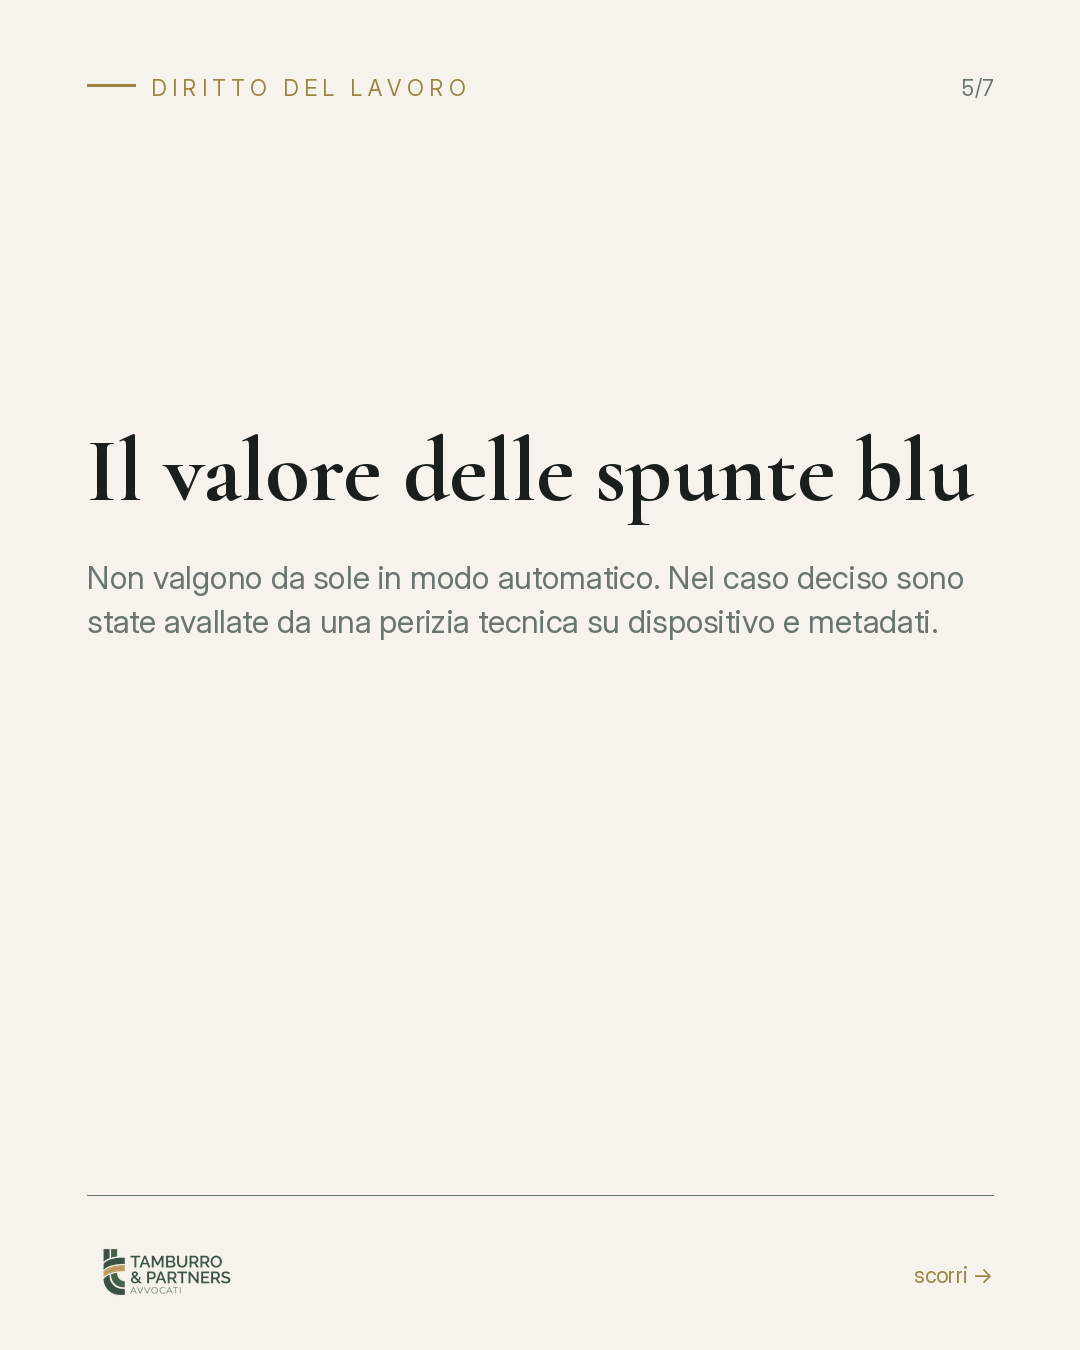 DIRITTO DEL LAVORO
5/7
Il valore delle spunte blu
Non valgono da sole in modo automatico. Nel caso deciso sono
state avallate da una perizia tecnica su dispositivo e metadati.
TAMBURRO
& PARTNERS
AVVOCATI
scorri →